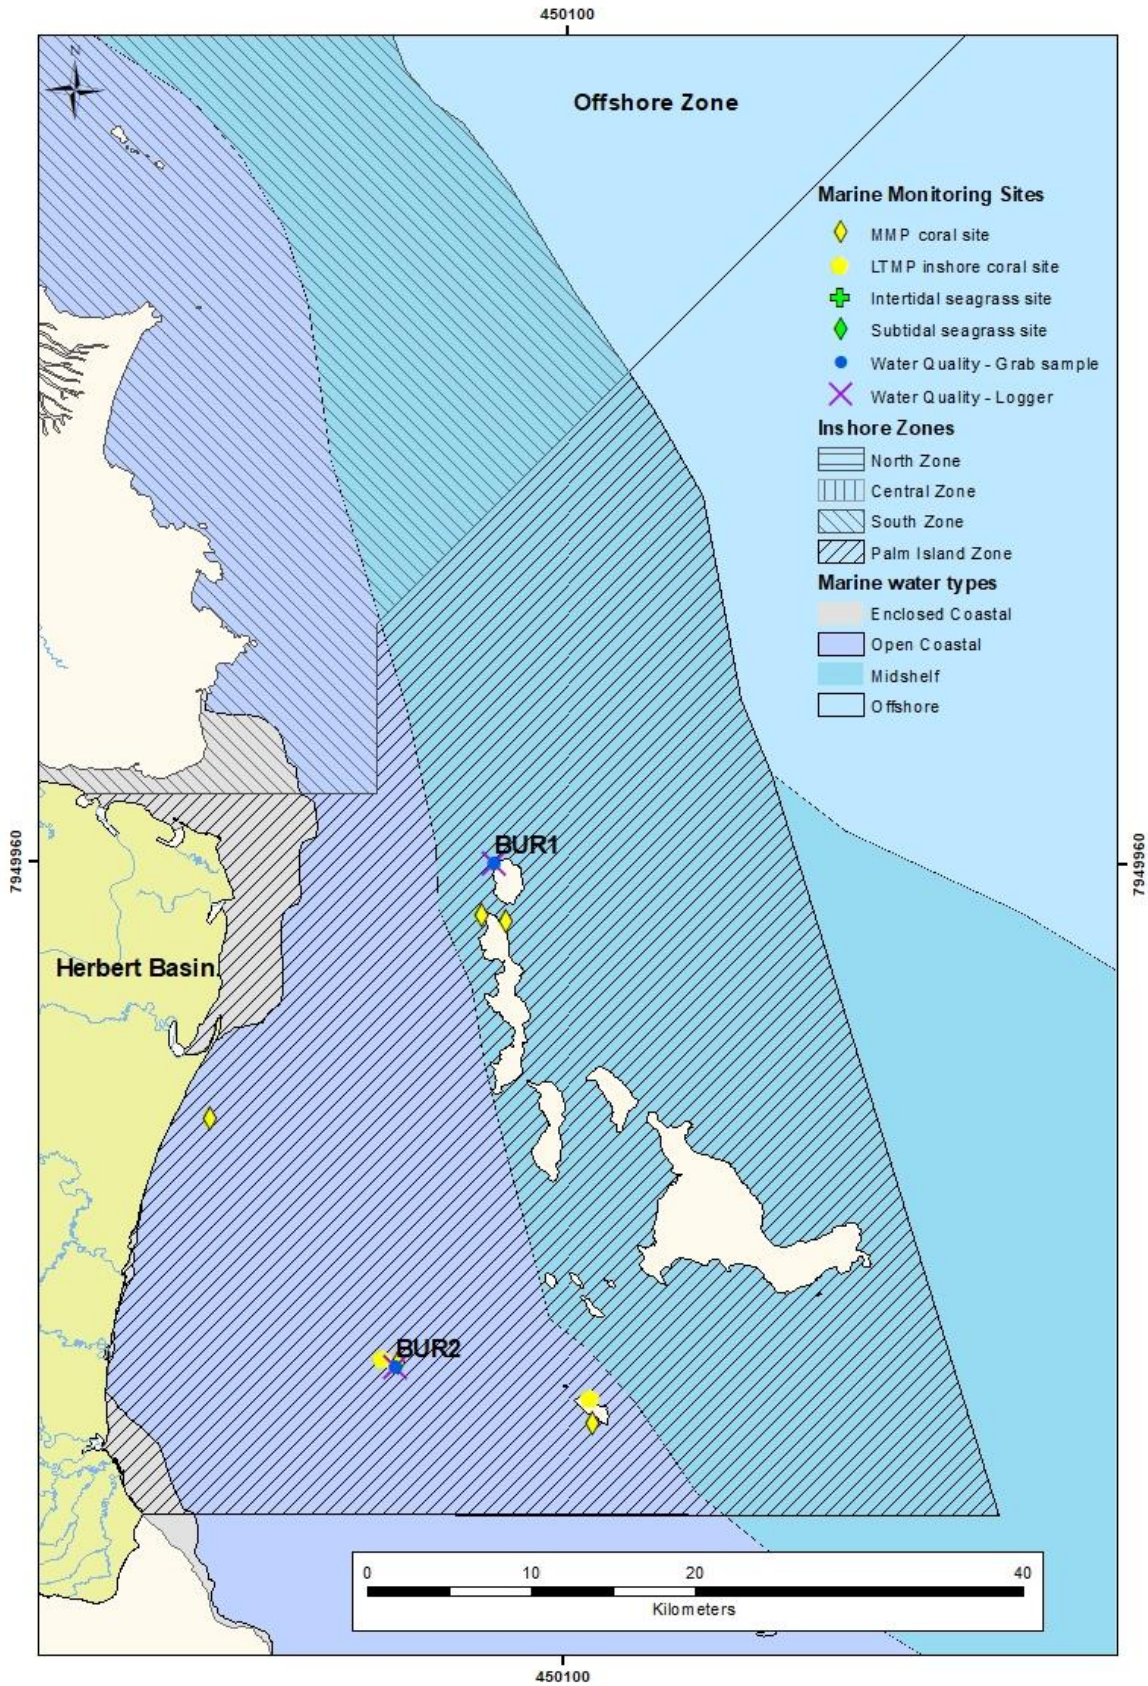 450100
N
Offshore Zone
Marine Monitoring Sites
MMP coral site
LTMP inshore coral site
Intertidal seagrass site
Subtidal seagrass site
Water Quality - Grab sample
Water Quality - Logger
Inshore Zones
North Zone
Central Zone
South Zone
Palm Island Zone
Marine water types
Enclosed Coastal
Open Coastal
Midshelf
Offshore
7949960
7949960
BUR1
Herbert Basin
BUR2
0 10 20 40
Kilometers
450100